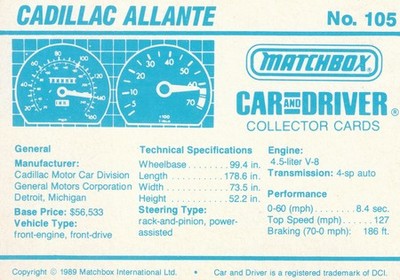 CADILLAC ALLANTE
No. 105
MATCHBOX
CAR AND DRIVER®
COLLECTOR CARDS
General
Manufacturer:
Cadillac Motor Car Division
General Motors Corporation
Detroit, Michigan
Base Price: $56,533
Vehicle Type:
front-engine, front-drive
Technical Specifications
Wheelbase ........ 99.4 in.
Length ........ 178.6 in.
Width ........ 73.5 in.
Height ........ 52.2 in.
Steering Type:
rack-and-pinion, power-
assisted
Engine:
4.5-liter V-8
Transmission: 4-sp auto
Performance
0-60 (mph) ........ 8.4 sec.
Top Speed (mph) ..... 127
Braking (70-0 mph) 186 ft.
Copyright © 1989 Matchbox International Ltd. • Car and Driver is a registered trademark of DCI.